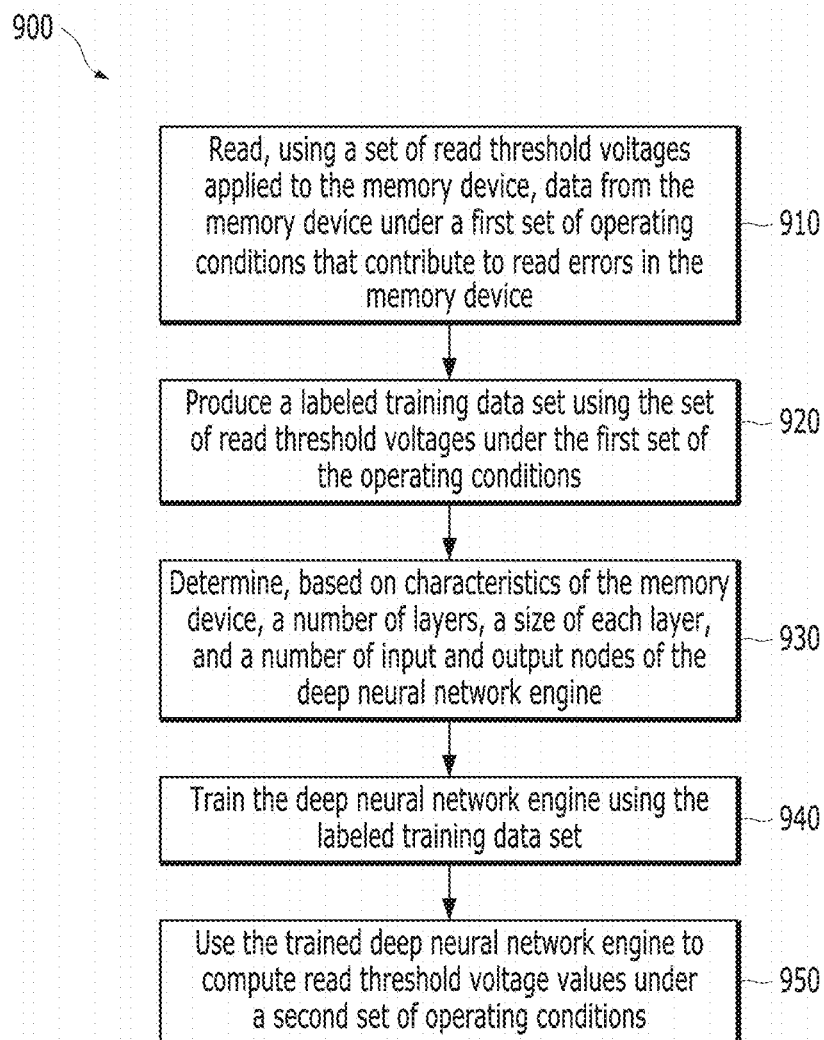 900
Read, using a set of read threshold voltages
applied to the memory device, data from the
memory device under a first set of operating
conditions that contribute to read errors in the
memory device
910
Produce a labeled training data set using the set
of read threshold voltages under the first set of
the operating conditions
920
Determine, based on characteristics of the memory
device, a number of layers, a size of each layer,
and a number of input and output nodes of the
deep neural network engine
930
Train the deep neural network engine using the
labeled training data set
940
Use the trained deep neural network engine to
compute read threshold voltage values under
a second set of operating conditions
950